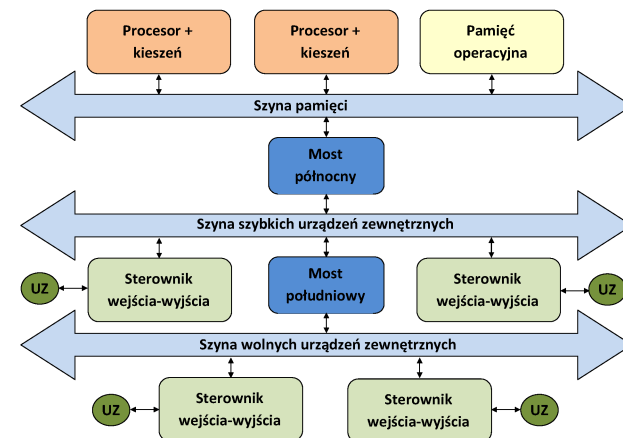 Procesor +
kieszeń
Procesor +
kieszeń
Pamięć
operacyjna
Szyna pamięci
Most
północny
Szyna szybkich urządzeń zewnętrznych
UZ
Sterownik
wejścia-wyjścia
Most
południowy
Sterownik
wejścia-wyjścia
UZ
Szyna wolnych urządzeń zewnętrznych
UZ
Sterownik
wejścia-wyjścia
Sterownik
wejścia-wyjścia
UZ